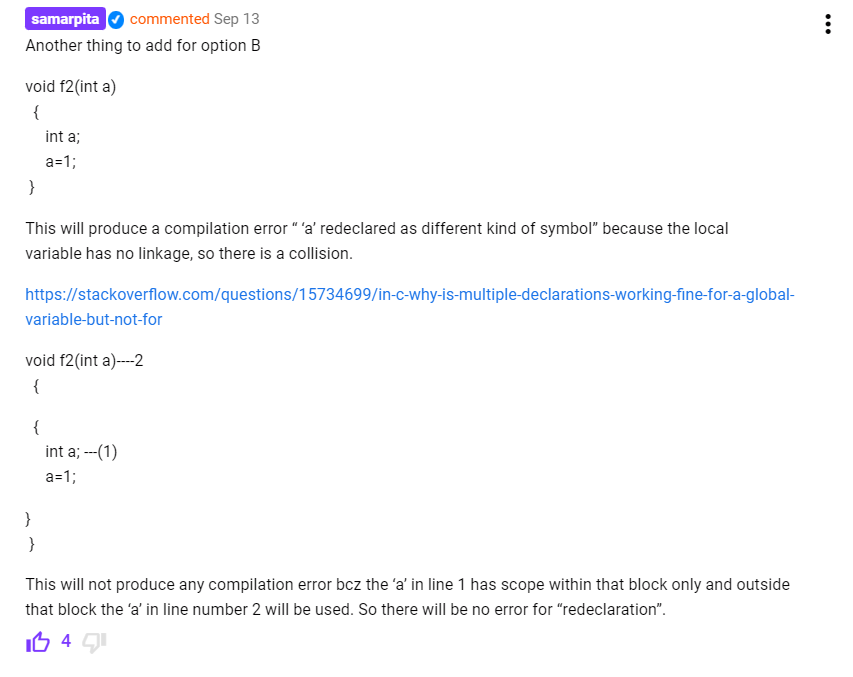 samarpita commented Sep 13
Another thing to add for option B
void f2(int a)
{
int a;
a=1;
}
This will produce a compilation error “ ‘a’ redeclared as different kind of symbol” because the local
variable has no linkage, so there is a collision.
https://stackoverflow.com/questions/15734699/in-c-why-is-multiple-declarations-working-fine-for-a-global-
variable-but-not-for
void f2(int a)----2
{
{
int a; ---(1)
a=1;
}
}
This will not produce any compilation error bcz the ‘a’ in line 1 has scope within that block only and outside
that block the ‘a’ in line number 2 will be used. So there will be no error for “redeclaration”.
4